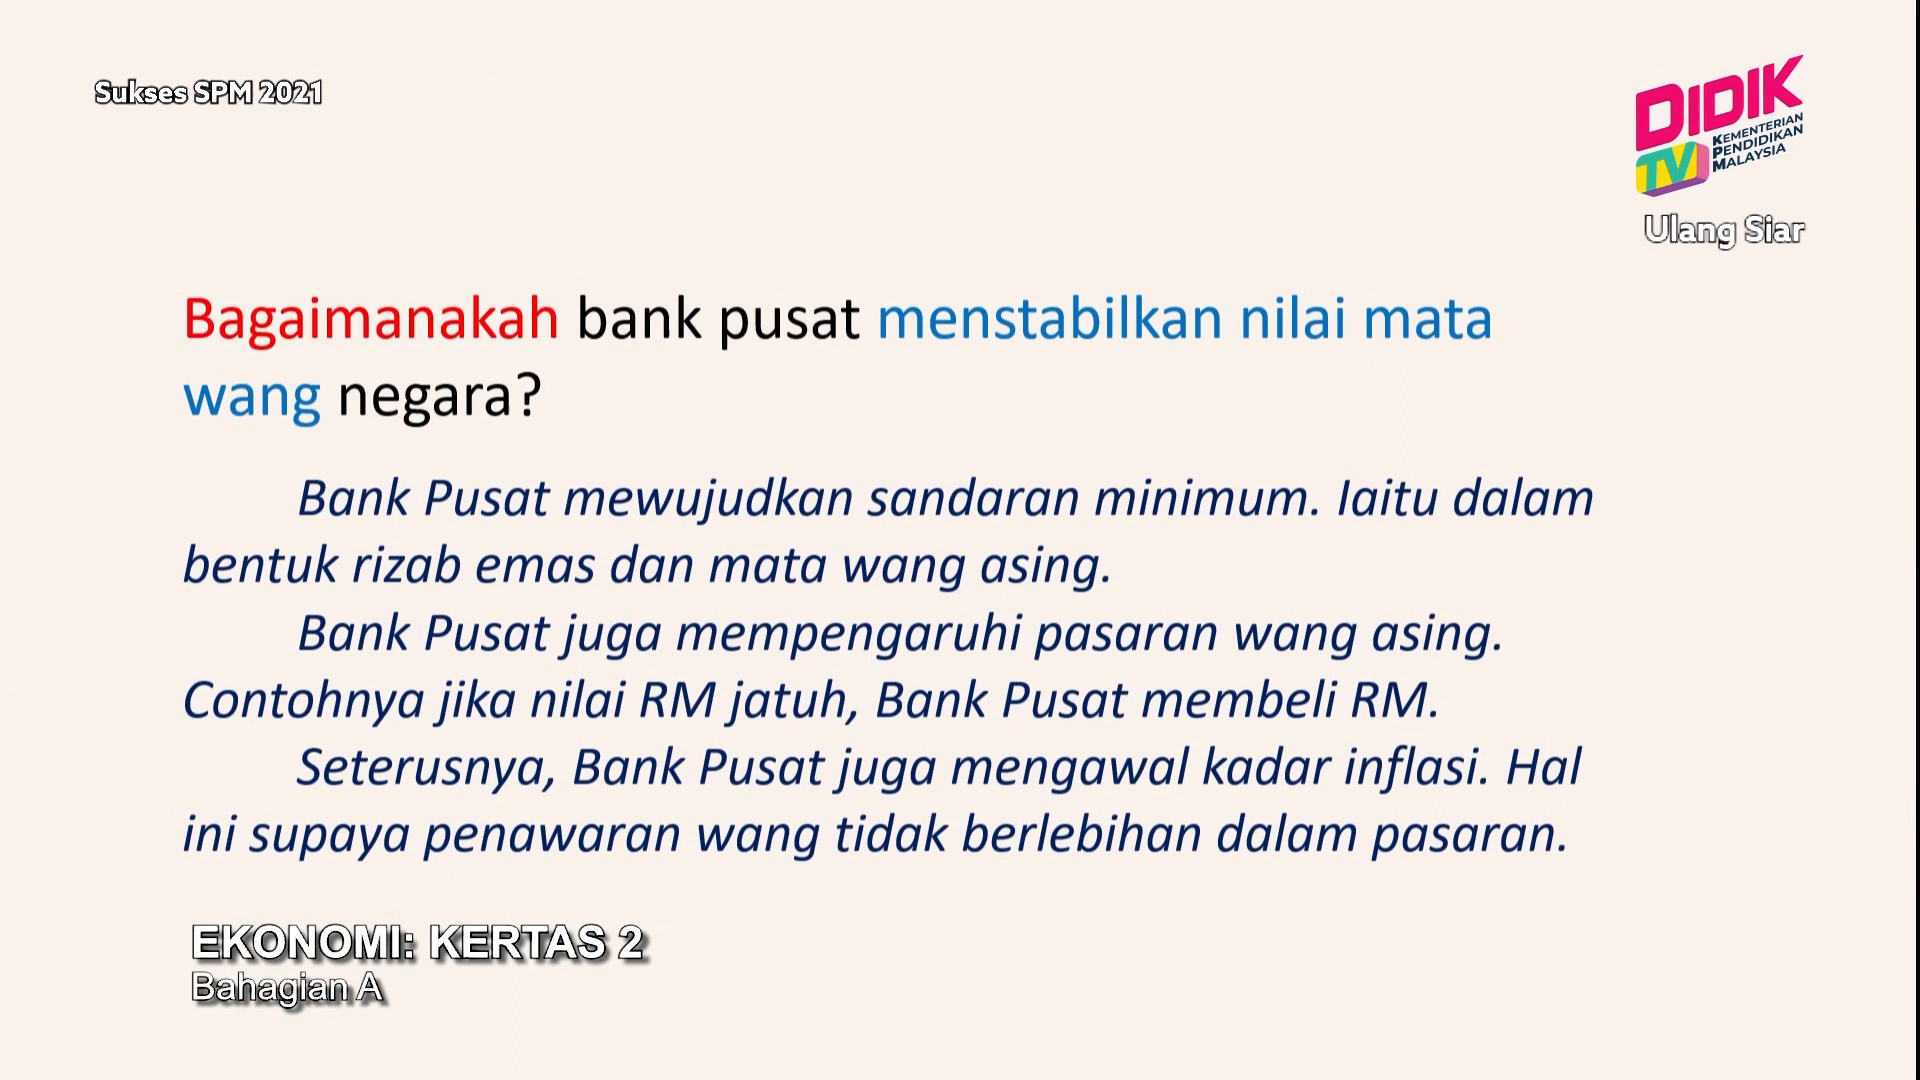 Sukses SPM 2021
DIDIK
TV
KEMENTERIAN
PENDIDIKAN
MALAYSIA
Ulang Siar
Bagaimanakah bank pusat menstabilkan nilai mata
wang negara?
Bank Pusat mewujudkan sandaran minimum. Iaitu dalam
bentuk rizab emas dan mata wang asing.
Bank Pusat juga mempengaruhi pasaran wang asing.
Contohnya jika nilai RM jatuh, Bank Pusat membeli RM.
Seterusnya, Bank Pusat juga mengawal kadar inflasi. Hal
ini supaya penawaran wang tidak berlebihan dalam pasaran.
EKONOMI: KERTAS 2
Bahagian A